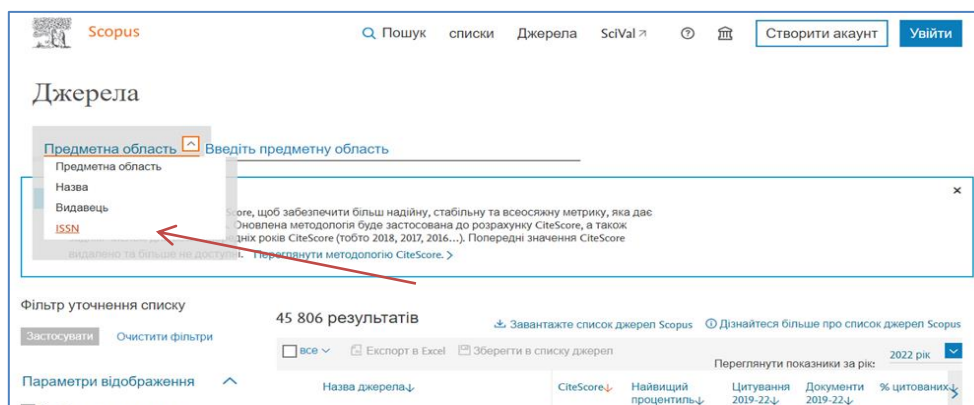 Scopus
Пошук списки Джерела SciVal Створити акаунт Увійти
Джерела
Предметна область Введіть предметну область
Предметна область
Назва
Видавець
ISSN
core, щоб забезпечити більш надійну, стабільну та всеосяжну метрику, яка дає
Оновлена методологія буде застосована до розрахунку CiteScore, а також
едніх років CiteScore (тобто 2018, 2017, 2016...). Попередні значення CiteScore
видалено та більше не доступні. Переглянути методологію CiteScore.
Фільтр уточнення списку
45 806 результатів
Завантажте список джерел Scopus Дізнайтеся більше про список джерел Scopus
Застосувати Очистити фільтри
все Експорт в Excel Зберегти в списку джерел
Переглянути показники за рік: 2022 рік
Параметри відображення
Назва джерела CiteScore Найвищий процентиль Цитування 2019-22 Документи 2019-22 % цитованих